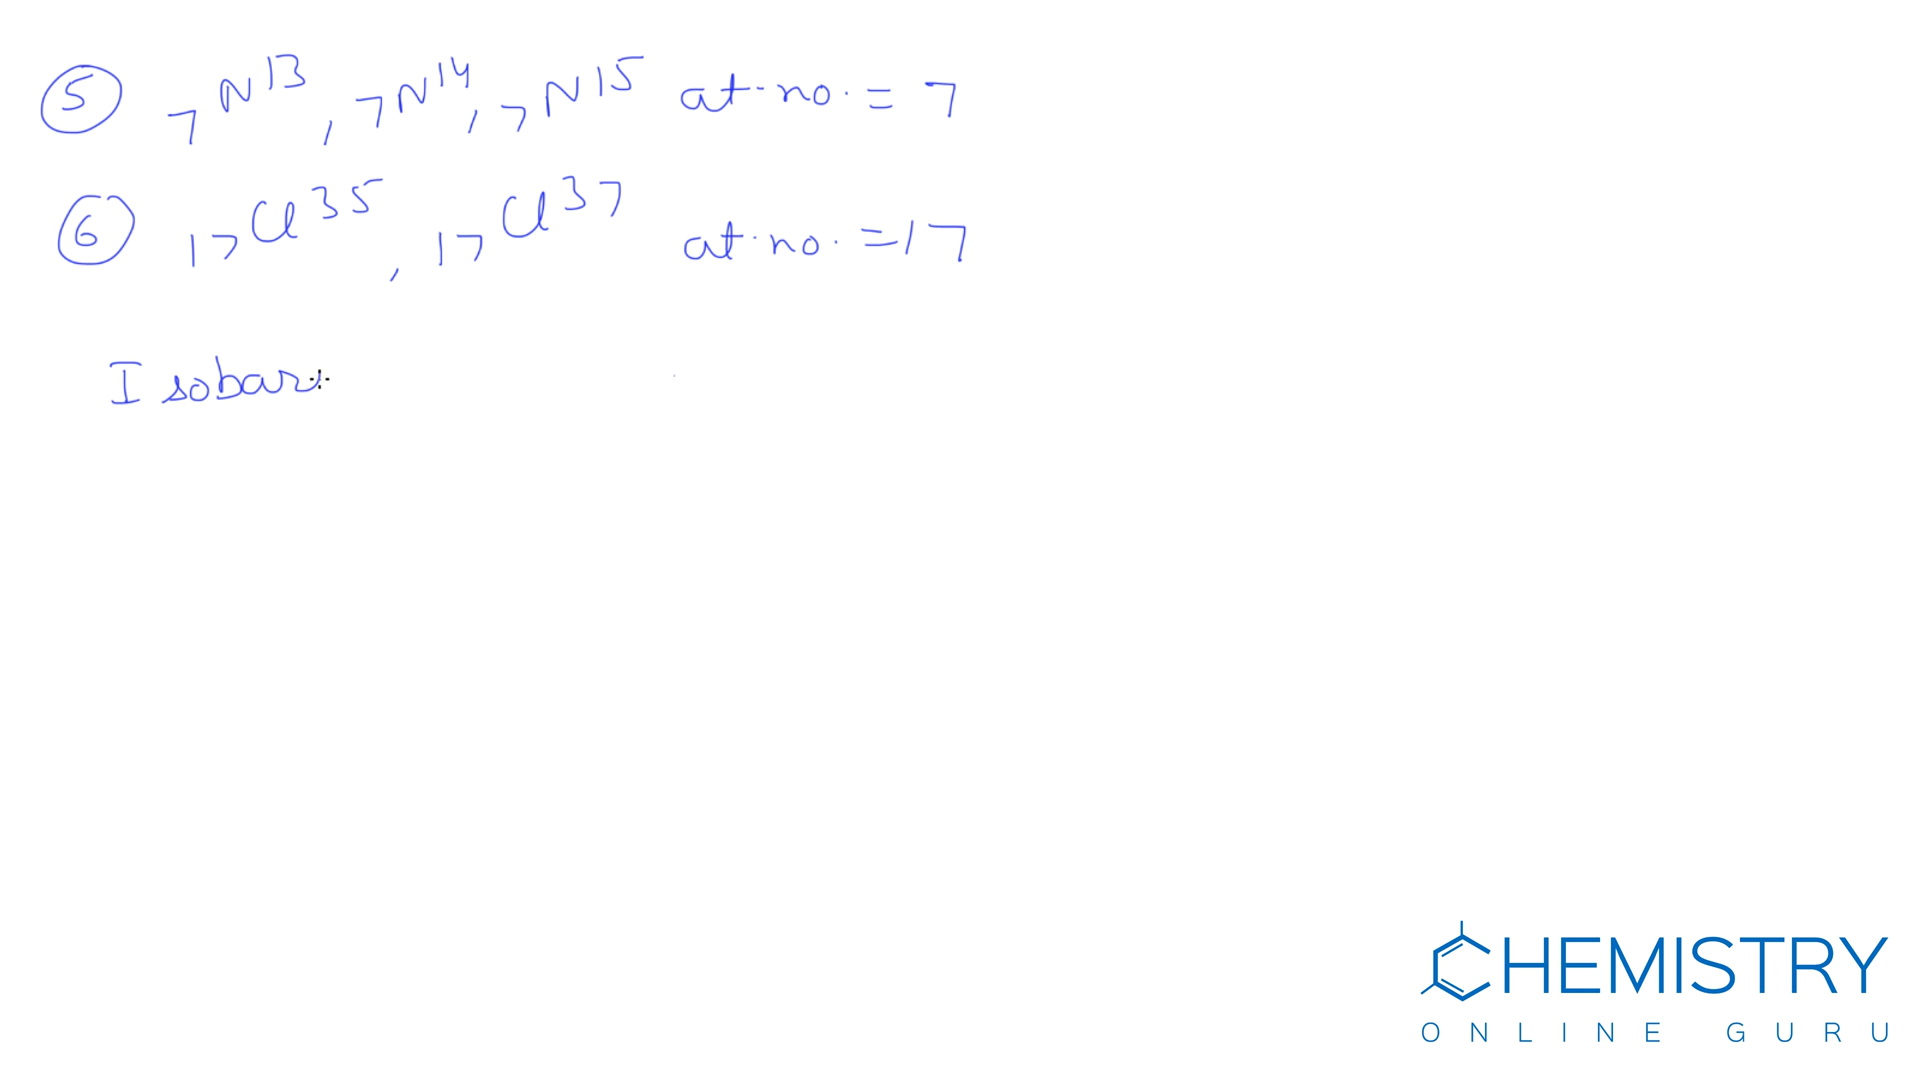 5 ₇N¹³, ₇N¹⁴, ₇N¹⁵ at. no. = 7
6 ₁₇Cl³⁵, ₁₇Cl³⁷ at. no. = 17
Isobar
CHEMISTRY
ONLINE GURU